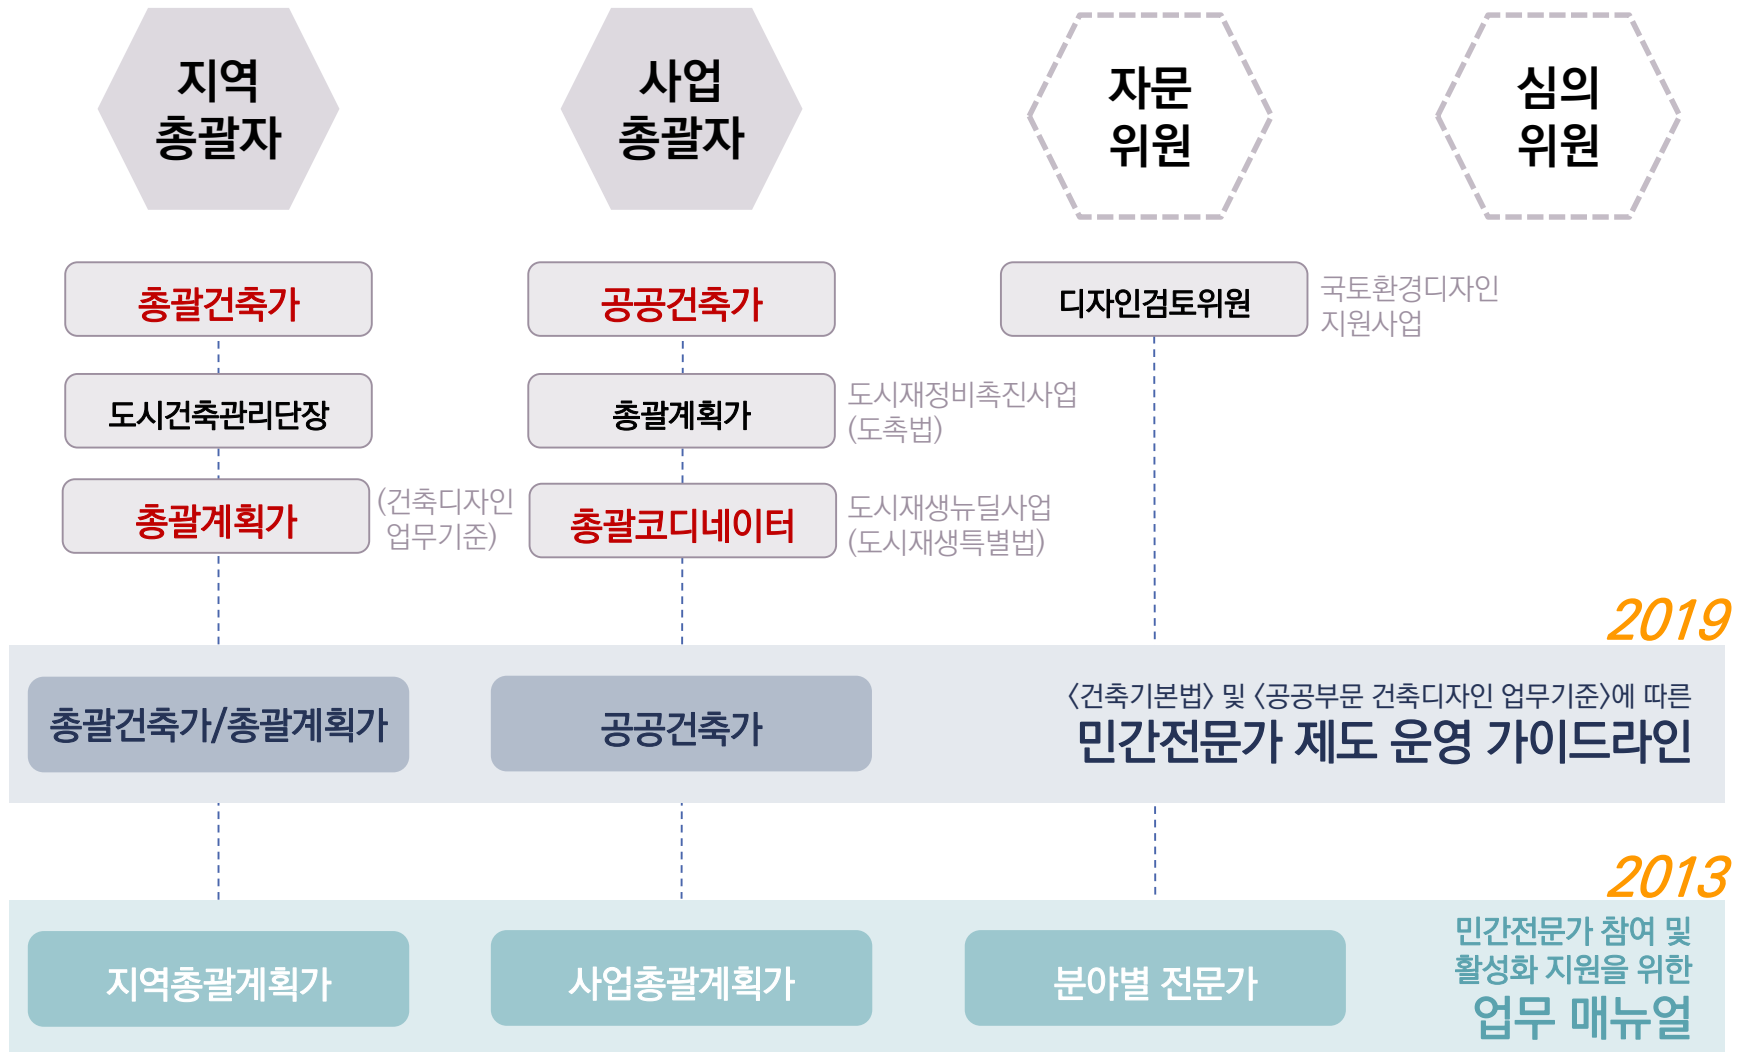 지역
총괄자
사업
총괄자
자문
위원
심의
위원
총괄건축가
공공건축가
디자인검토위원
국토환경디자인
지원사업
도시건축관리단장
총괄계획가
도시재정비촉진사업
(도촉법)
총괄계획가
(건축디자인
업무기준)
총괄코디네이터
도시재생뉴딜사업
(도시재생특별법)
2019
총괄건축가/총괄계획가
공공건축가
<건축기본법> 및 <공공부문 건축디자인 업무기준>에 따른
민간전문가 제도 운영 가이드라인
2013
지역총괄계획가
사업총괄계획가
분야별 전문가
민간전문가 참여 및
활성화 지원을 위한
업무 매뉴얼